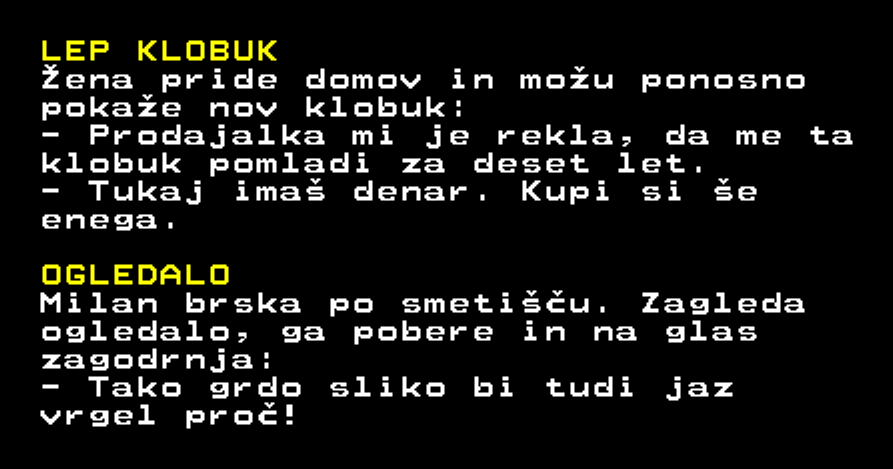 LEP KLOBUK
Žena pride domov in možu ponosno
pokaže nov klobuk:
- Prodajalka mi je rekla, da me ta
klobuk pomladi za deset let.
- Tukaj imaš denar. Kupi si še
enega.
OGLEDALO
Milan brska po smetišču. Zagleda
ogledalo, ga pobere in na glas
zagodrnja:
- Tako grdo sliko bi tudi jaz
vrgel proč!